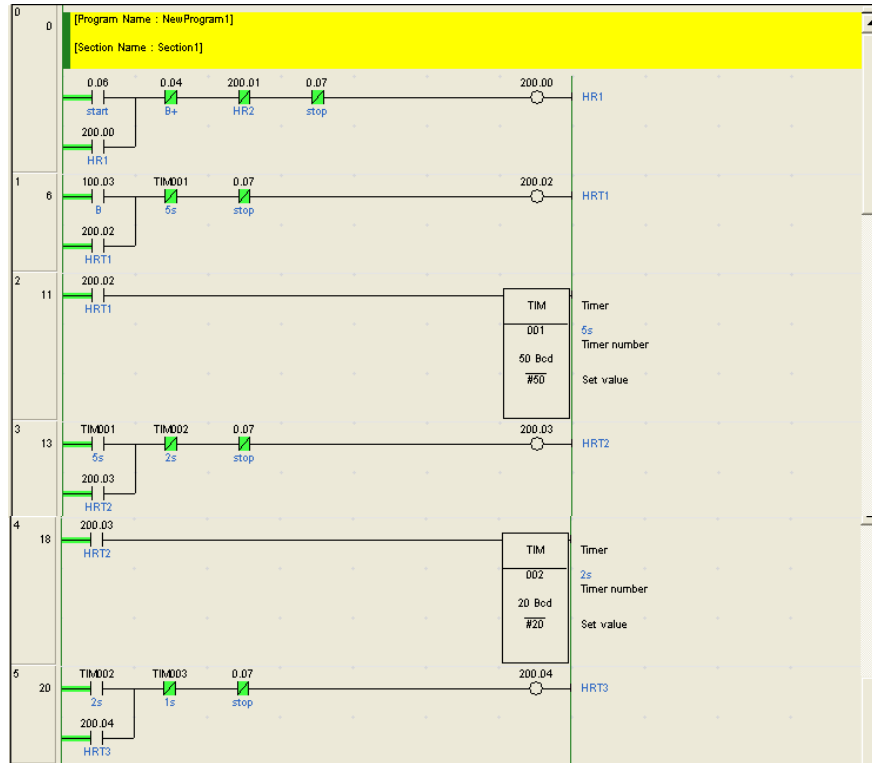 0
0
[Program Name : NewProgram1]
[Section Name : Section1]
0.06 0.04 200.01 0.07 200.00
HR1
start B+ HR2 stop
200.00
HR1
1
6
100.03 TIM001 0.07 200.02
HRT1
B 5s stop
200.02
HRT1
2
11
200.02
HRT1
TIM Timer
001 5s
Timer number
50 Bcd
#50 Set value
3
13
TIM001 TIM002 0.07 200.03
HRT2
5s 2s stop
200.03
HRT2
4
18
200.03
HRT2
TIM Timer
002 2s
Timer number
20 Bcd
#20 Set value
5
20
TIM002 TIM003 0.07 200.04
HRT3
2s 1s stop
200.04
HRT3